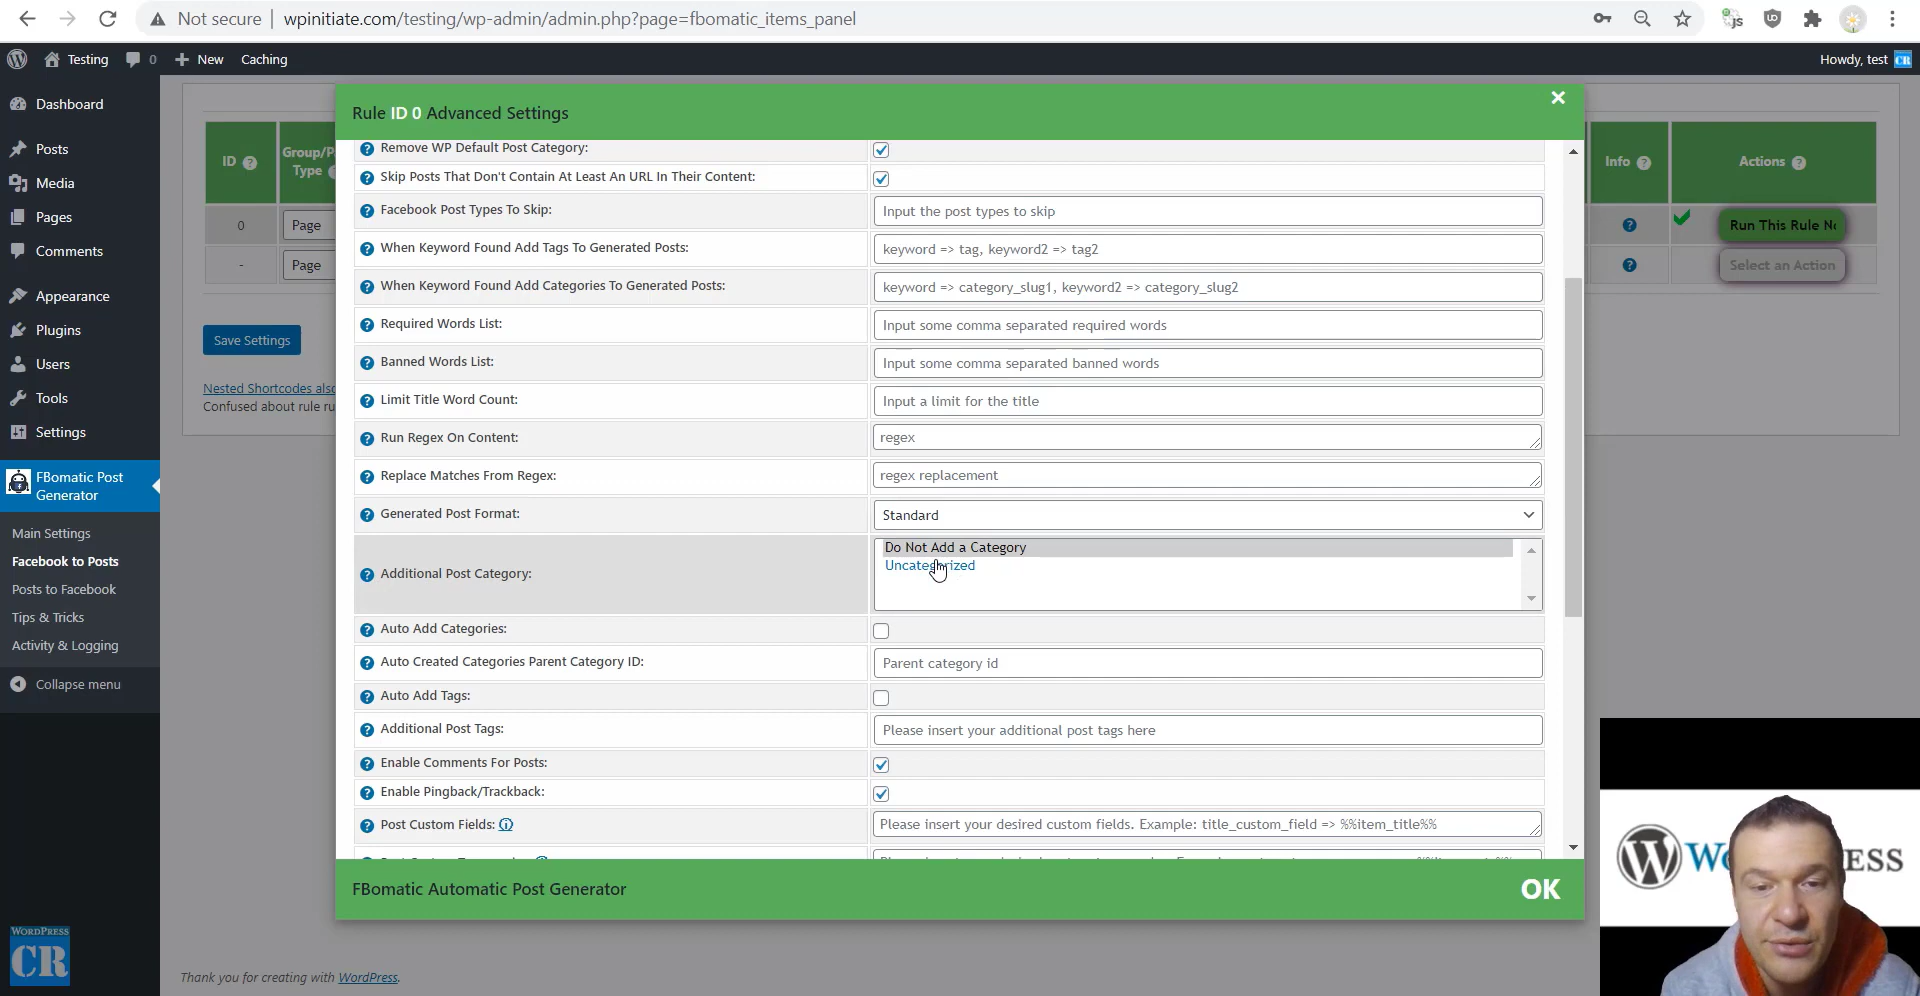 Not secure
wpinitiate.com/testing/wp-admin/admin.php?page=fbomatic_items_panel
Testing
0
New
Caching
Howdy, test
CR
Dashboard
Posts
Media
Pages
Comments
Appearance
Plugins
Users
Tools
Settings
FBomatic Post
Generator
Main Settings
Facebook to Posts
Posts to Facebook
Tips & Tricks
Activity & Logging
Collapse menu
WORDPRESS
CR
ID
Group/P
Type
Info
Actions
0
Page
Run This Rule No
-
Page
Select an Action
Save Settings
Nested Shortcodes also
Confused about rule ru
Rule ID 0 Advanced Settings
Remove WP Default Post Category:
Skip Posts That Don't Contain At Least An URL In Their Content:
Facebook Post Types To Skip:
Input the post types to skip
When Keyword Found Add Tags To Generated Posts:
keyword => tag, keyword2 => tag2
When Keyword Found Add Categories To Generated Posts:
keyword => category_slug1, keyword2 => category_slug2
Required Words List:
Input some comma separated required words
Banned Words List:
Input some comma separated banned words
Limit Title Word Count:
Input a limit for the title
Run Regex On Content:
regex
Replace Matches From Regex:
regex replacement
Generated Post Format:
Standard
Additional Post Category:
Do Not Add a Category
Uncategorized
Auto Add Categories:
Auto Created Categories Parent Category ID:
Parent category id
Auto Add Tags:
Additional Post Tags:
Please insert your additional post tags here
Enable Comments For Posts:
Enable Pingback/Trackback:
Post Custom Fields:
Please insert your desired custom fields. Example: title_custom_field => %%item_title%%
FBomatic Automatic Post Generator
OK
Thank you for creating with WordPress.